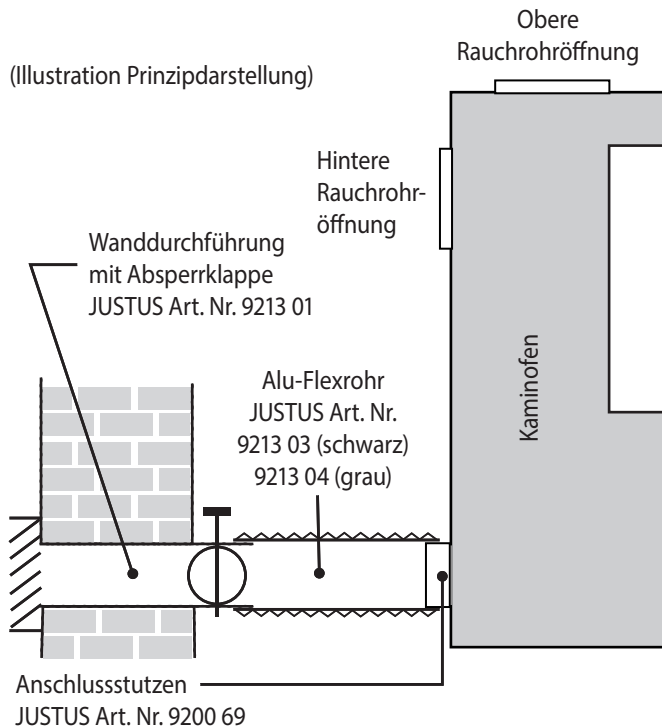 Obere
Rauchrohröffnung
(Illustration Prinzipdarstellung)
Hintere
Rauchrohr-
öffnung
Wanddurchführung
mit Absperrklappe
JUSTUS Art. Nr. 9213 01
Alu-Flexrohr
JUSTUS Art. Nr.
9213 03 (schwarz)
9213 04 (grau)
Kaminofen
Anschlussstutzen
JUSTUS Art. Nr. 9200 69